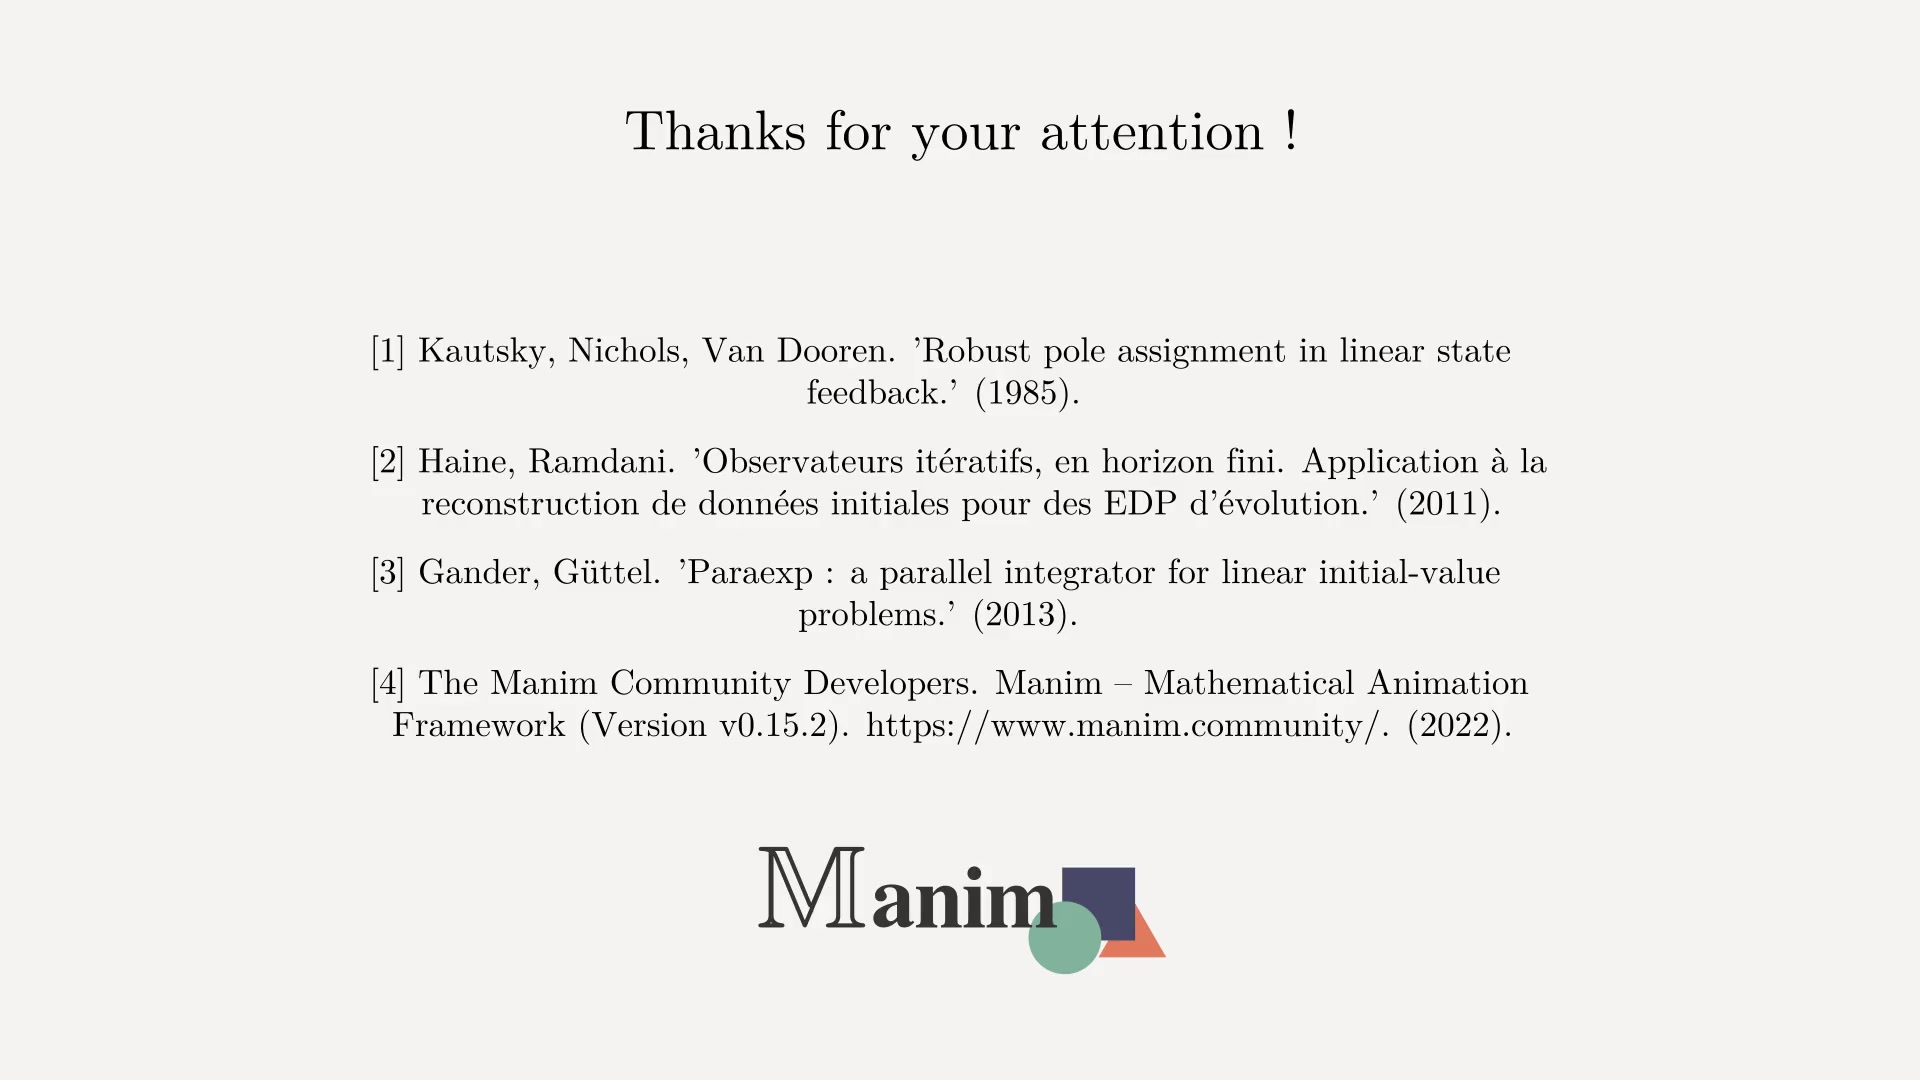 Thanks for your attention !
[1] Kautsky, Nichols, Van Dooren. ’Robust pole assignment in linear state
feedback.’ (1985).
[2] Haine, Ramdani. ’Observateurs itératifs, en horizon fini. Application à la
reconstruction de données initiales pour des EDP d’évolution.’ (2011).
[3] Gander, Güttel. ’Paraexp : a parallel integrator for linear initial-value
problems.’ (2013).
[4] The Manim Community Developers. Manim – Mathematical Animation
Framework (Version v0.15.2). https://www.manim.community/. (2022).
Manim